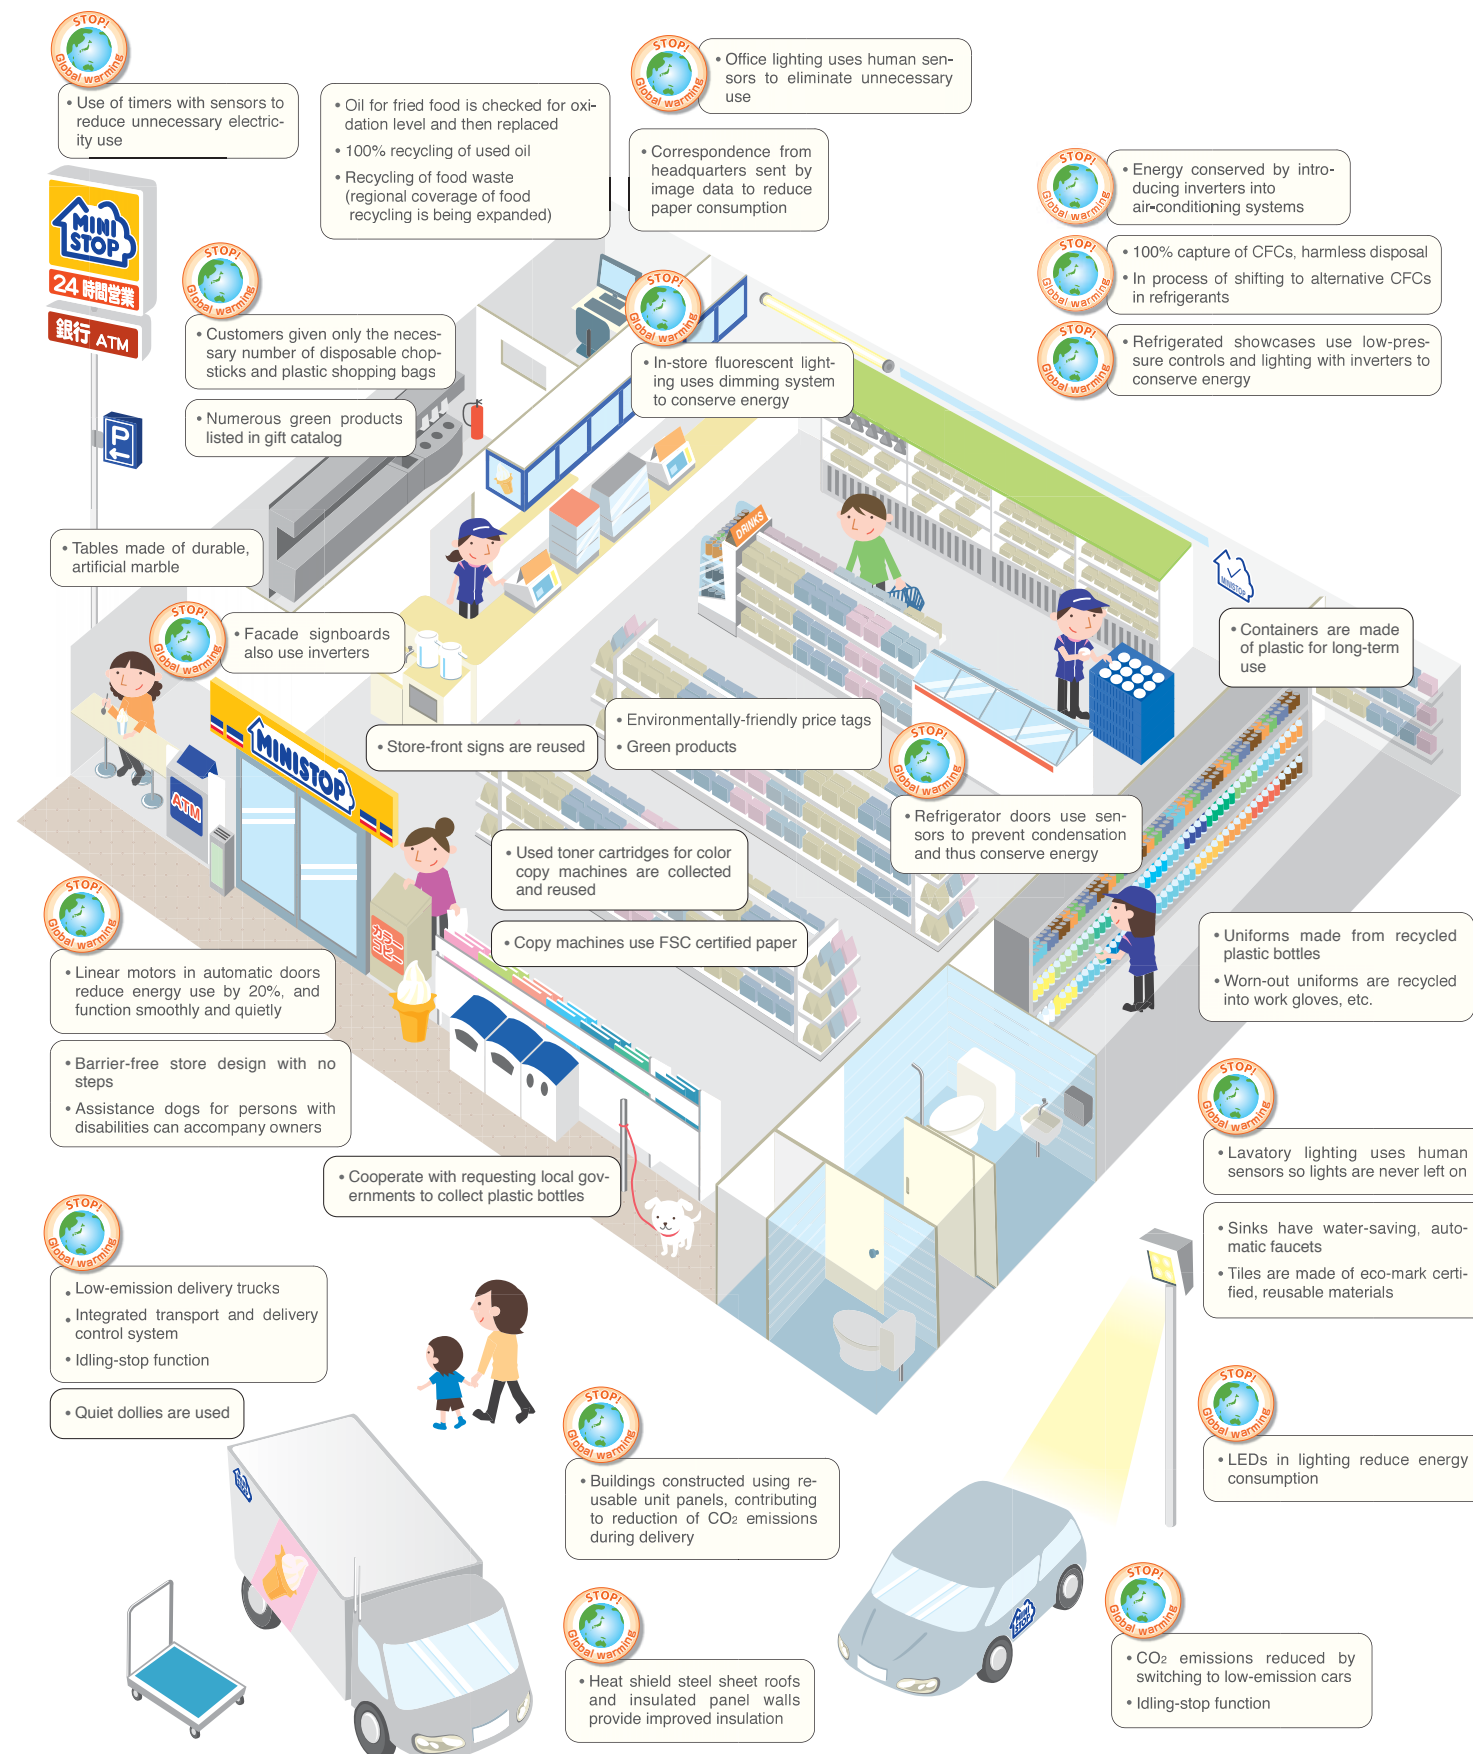 STOP!
Global warming
• Use of timers with sensors to
reduce unnecessary electric-
ity use
• Oil for fried food is checked for oxi-
dation level and then replaced
• 100% recycling of used oil
• Recycling of food waste
(regional coverage of food
recycling is being expanded)
STOP!
Global warming
• Office lighting uses human sen-
sors to eliminate unnecessary
use
• Correspondence from
headquarters sent by
image data to reduce
paper consumption
STOP!
Global warming
• Energy conserved by intro-
ducing inverters into
air-conditioning systems
STOP!
Global warming
• 100% capture of CFCs, harmless disposal
• In process of shifting to alternative CFCs
in refrigerants
STOP!
Global warming
• Refrigerated showcases use low-pres-
sure controls and lighting with inverters to
conserve energy
MINI
STOP
24時間営業
銀行 ATM
P
STOP!
Global warming
• Customers given only the neces-
sary number of disposable chop-
sticks and plastic shopping bags
• Numerous green products
listed in gift catalog
STOP!
Global warming
• In-store fluorescent light-
ing uses dimming system
to conserve energy
DRINKS
MINISTOP
• Tables made of durable,
artificial marble
STOP!
Global warming
• Facade signboards
also use inverters
• Containers are made
of plastic for long-term
use
MINISTOP
ATM
• Store-front signs are reused
• Environmentally-friendly price tags
• Green products
STOP!
Global warming
• Refrigerator doors use sen-
sors to prevent condensation
and thus conserve energy
• Used toner cartridges for color
copy machines are collected
and reused
• Copy machines use FSC certified paper
カラー
コピー
• Uniforms made from recycled
plastic bottles
• Worn-out uniforms are recycled
into work gloves, etc.
STOP!
Global warming
• Linear motors in automatic doors
reduce energy use by 20%, and
function smoothly and quietly
• Barrier-free store design with no
steps
• Assistance dogs for persons with
disabilities can accompany owners
• Cooperate with requesting local gov-
ernments to collect plastic bottles
STOP!
Global warming
• Lavatory lighting uses human
sensors so lights are never left on
• Sinks have water-saving, auto-
matic faucets
• Tiles are made of eco-mark certi-
fied, reusable materials
STOP!
Global warming
• Low-emission delivery trucks
• Integrated transport and delivery
control system
• Idling-stop function
• Quiet dollies are used
STOP!
Global warming
• LEDs in lighting reduce energy
consumption
STOP!
Global warming
• Buildings constructed using re-
usable unit panels, contributing
to reduction of CO₂ emissions
during delivery
STOP!
Global warming
• Heat shield steel sheet roofs
and insulated panel walls
provide improved insulation
MINI
STOP
MINI
STOP
STOP!
Global warming
• CO₂ emissions reduced by
switching to low-emission cars
• Idling-stop function